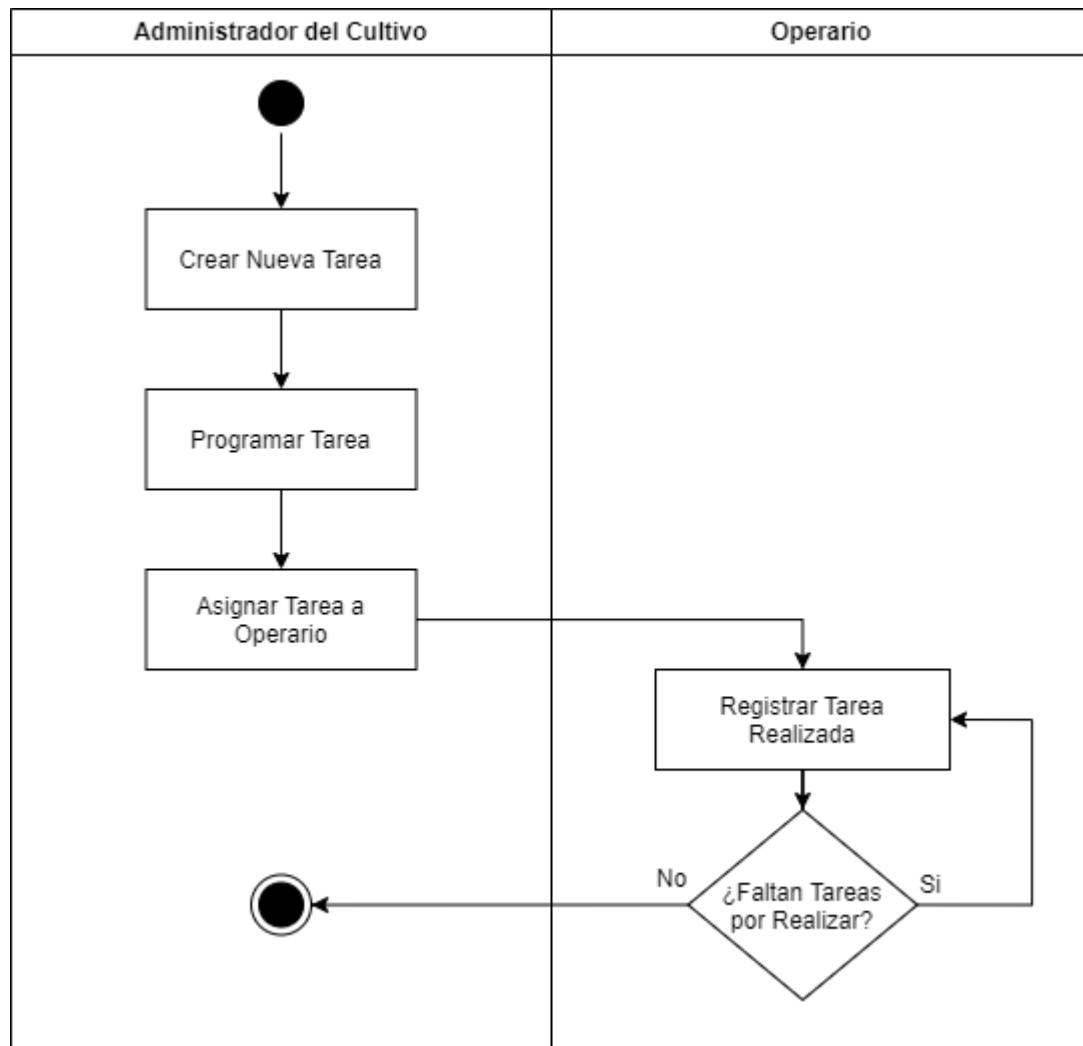 Administrador del Cultivo
Operario
Crear Nueva Tarea
Programar Tarea
Asignar Tarea a
Operario
Registrar Tarea
Realizada
No
¿Faltan Tareas
por Realizar?
Si